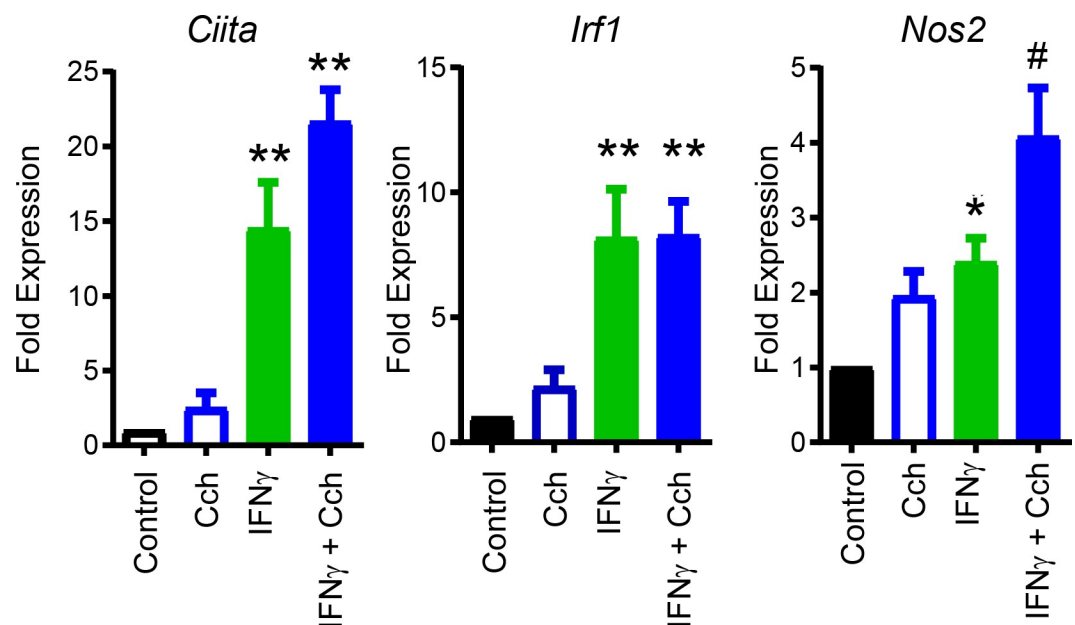 Ciita
**
**
Fold Expression
25
20
15
10
5
0
Control
Cch
IFNγ
IFNγ + Cch
Irf1
**
**
Fold Expression
15
10
5
0
Control
Cch
IFNγ
IFNγ + Cch
Nos2
#
*
Fold Expression
5
4
3
2
1
0
Control
Cch
IFNγ
IFNγ + Cch